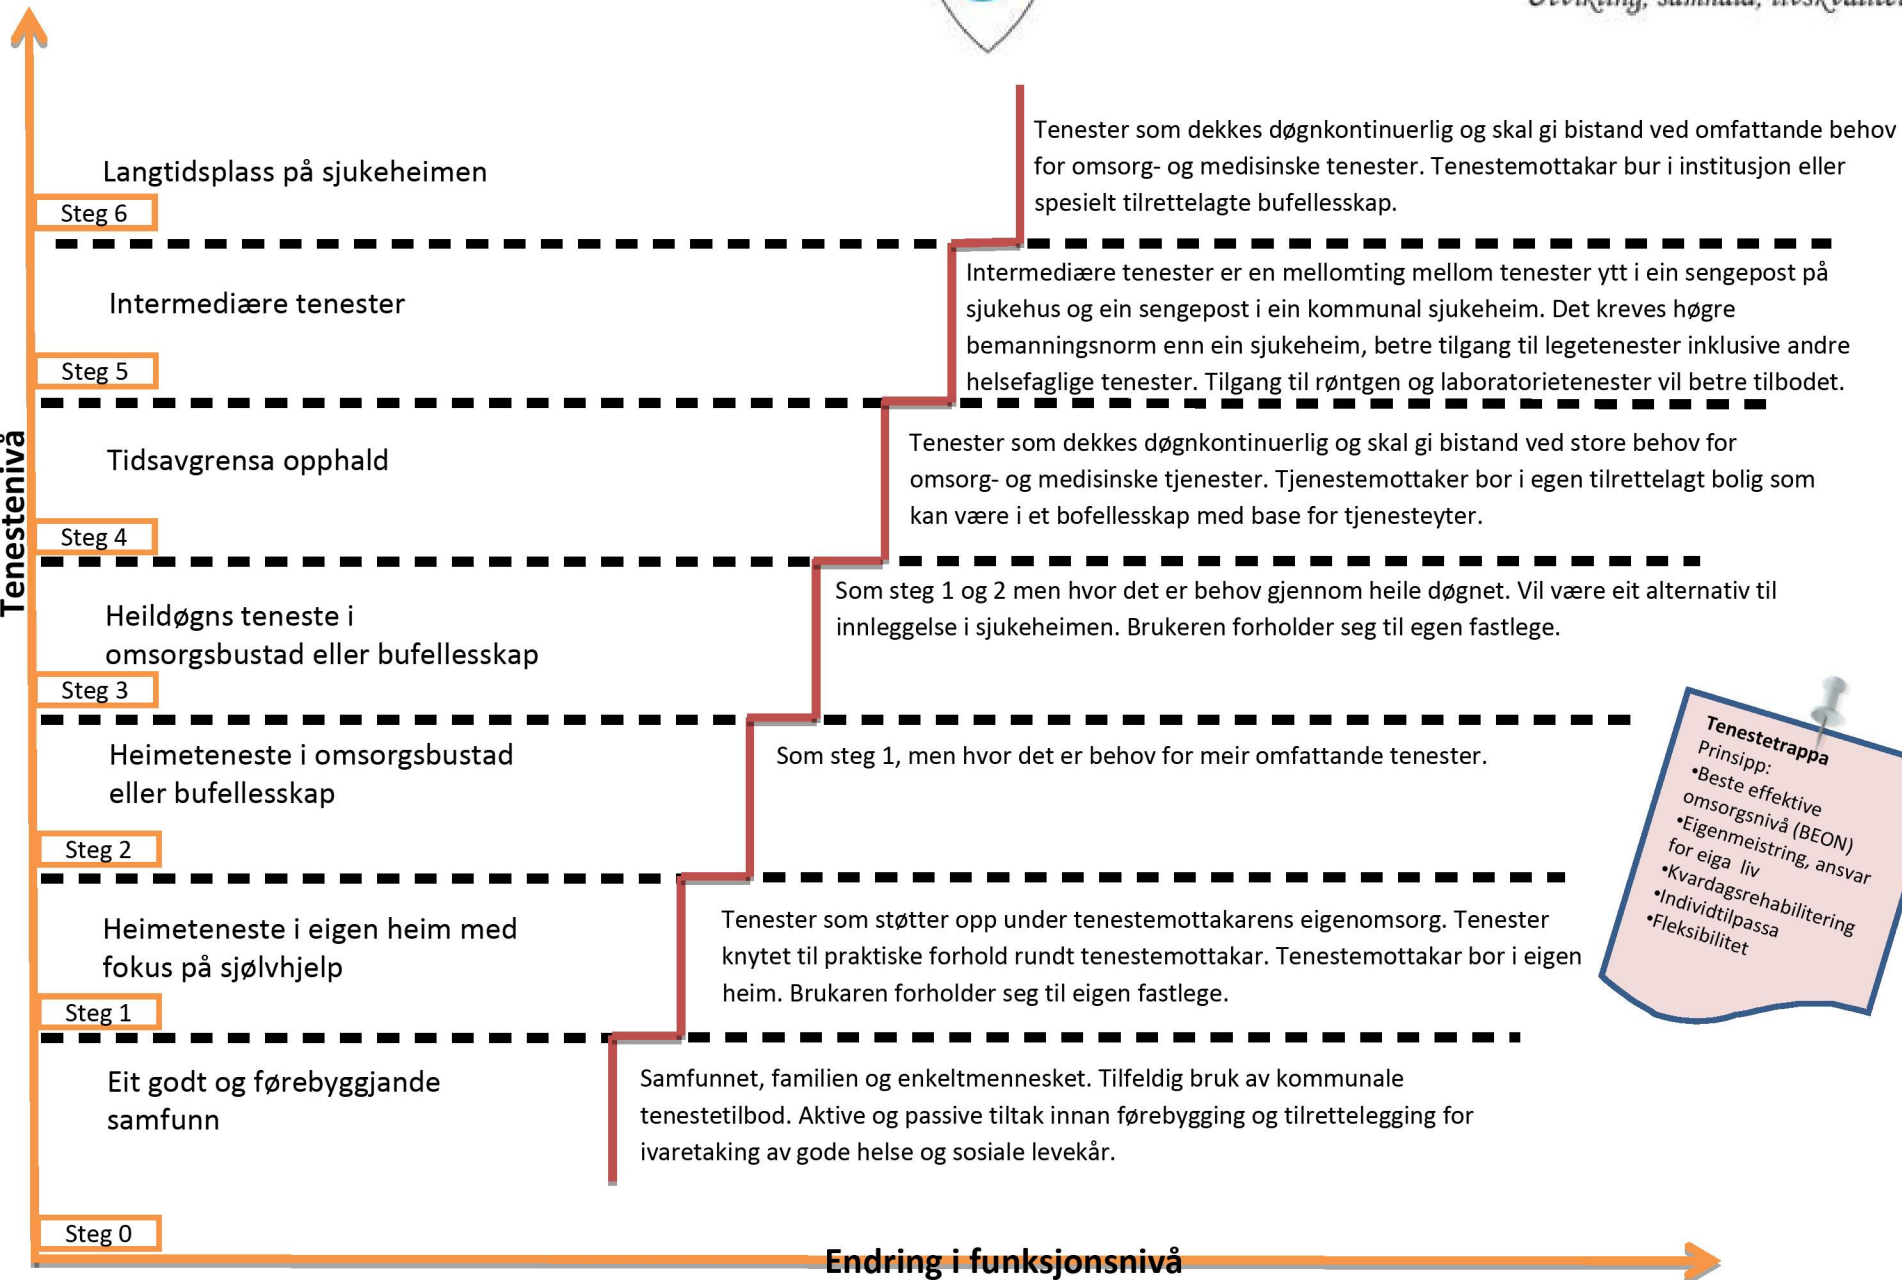 Utvikling, samhald, livskvalitet
Tenestenivå
Langtidsplass på sjukeheimen
Steg 6
Tenester som dekkes døgnkontinuerlig og skal gi bistand ved omfattande behov
for omsorg- og medisinske tenester. Tenestemottakar bur i institusjon eller
spesielt tilrettelagte bufellesskap.
Intermediære tenester
Steg 5
Intermediære tenester er en mellomting mellom tenester ytt i ein sengepost på
sjukehus og ein sengepost i ein kommunal sjukeheim. Det kreves høgre
bemanningsnorm enn ein sjukeheim, betre tilgang til legetenester inklusive andre
helsefaglige tenester. Tilgang til røntgen og laboratorietenester vil betre tilbodet.
Tidsavgrensa opphald
Steg 4
Tenester som dekkes døgnkontinuerlig og skal gi bistand ved store behov for
omsorg- og medisinske tjenester. Tjenestemottaker bor i egen tilrettelagt bolig som
kan være i et bofellesskap med base for tjenesteyter.
Heildøgns teneste i
omsorgsbustad eller bufellesskap
Steg 3
Som steg 1 og 2 men hvor det er behov gjennom heile døgnet. Vil være eit alternativ til
innleggelse i sjukeheimen. Brukeren forholder seg til egen fastlege.
Heimeteneste i omsorgsbustad
eller bufellesskap
Steg 2
Som steg 1, men hvor det er behov for meir omfattande tenester.
Heimeteneste i eigen heim med
fokus på sjølvhjelp
Steg 1
Tenester som støtter opp under tenestemottakarens eigenomsorg. Tenester
knytet til praktiske forhold rundt tenestemottakar. Tenestemottakar bor i eigen
heim. Brukaren forholder seg til eigen fastlege.
Eit godt og førebyggjande
samfunn
Steg 0
Samfunnet, familien og enkeltmennesket. Tilfeldig bruk av kommunale
tenestetilbod. Aktive og passive tiltak innan førebygging og tilrettelegging for
ivaretaking av gode helse og sosiale levekår.
Tenestetrappa
Prinsipp:
•Beste effektive
omsorgsnivå (BEON)
•Eigenmeistring, ansvar
for eiga liv
•Kvardagsrehabilitering
•Individtilpassa
•Fleksibilitet
Endring i funksjonsnivå